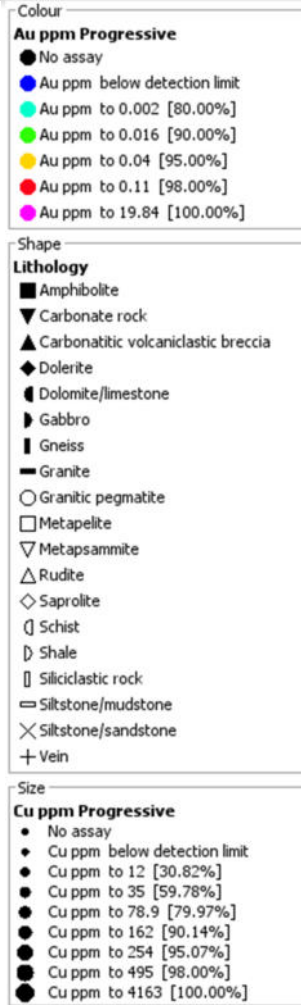 Colour
Au ppm Progressive
No assay
Au ppm below detection limit
Au ppm to 0.002 [80.00%]
Au ppm to 0.016 [90.00%]
Au ppm to 0.04 [95.00%]
Au ppm to 0.11 [98.00%]
Au ppm to 19.84 [100.00%]
Shape
Lithology
Amphibolite
Carbonate rock
Carbonatitic volcaniclastic breccia
Dolerite
Dolomite/limestone
Gabbro
Gneiss
Granite
Granitic pegmatite
Metapelite
Metapsammite
Rudite
Saprolite
Schist
Shale
Siliciclastic rock
Siltstone/mudstone
Siltstone/sandstone
Vein
Size
Cu ppm Progressive
No assay
Cu ppm below detection limit
Cu ppm to 12 [30.82%]
Cu ppm to 35 [59.78%]
Cu ppm to 78.9 [79.97%]
Cu ppm to 162 [90.14%]
Cu ppm to 254 [95.07%]
Cu ppm to 495 [98.00%]
Cu ppm to 4163 [100.00%]